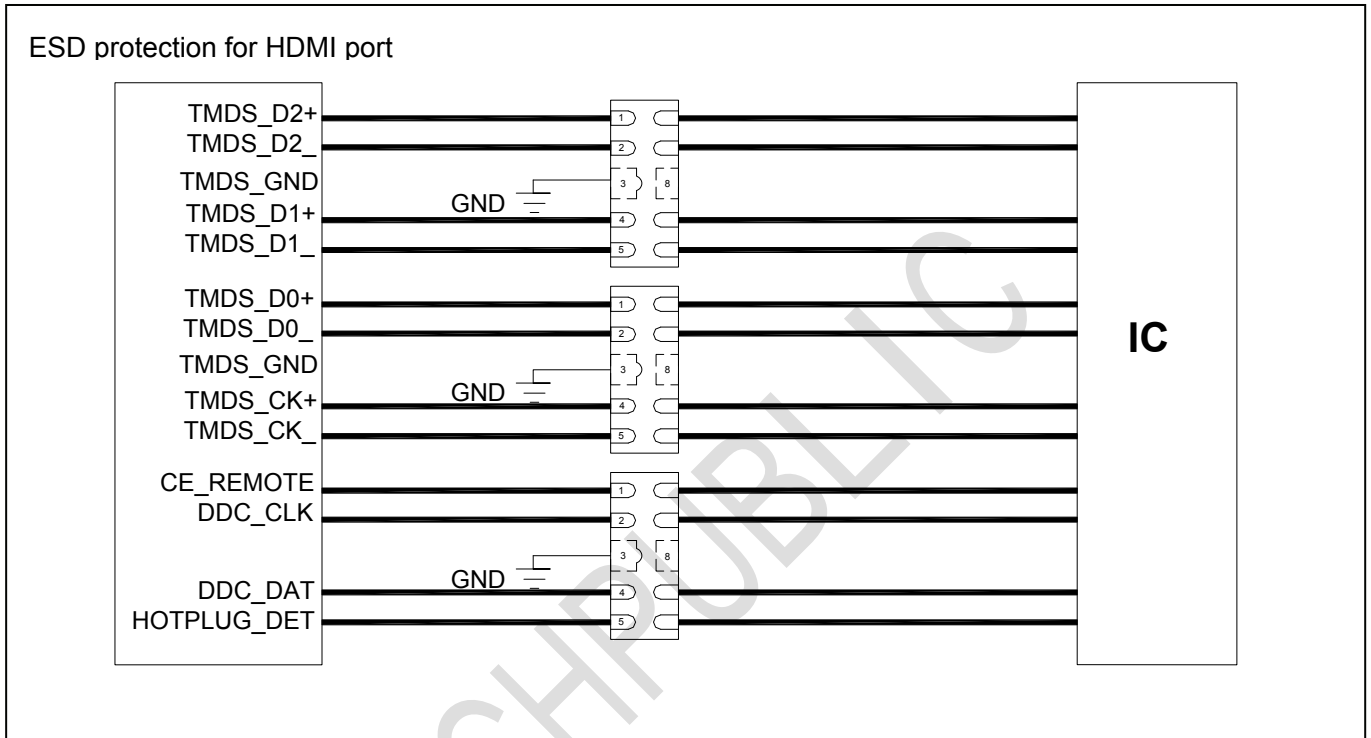 ESD protection for HDMI port
TMDS_D2+
1
TMDS_D2_
2
TMDS_GND
GND
3
8
TMDS_D1+
4
TMDS_D1_
5
TMDS_D0+
1
TMDS_D0_
2
IC
TMDS_GND
GND
3
8
TMDS_CK+
4
TMDS_CK_
5
CE_REMOTE
1
DDC_CLK
2
GND
3
8
DDC_DAT
4
HOTPLUG_DET
5
CHPUBLIC